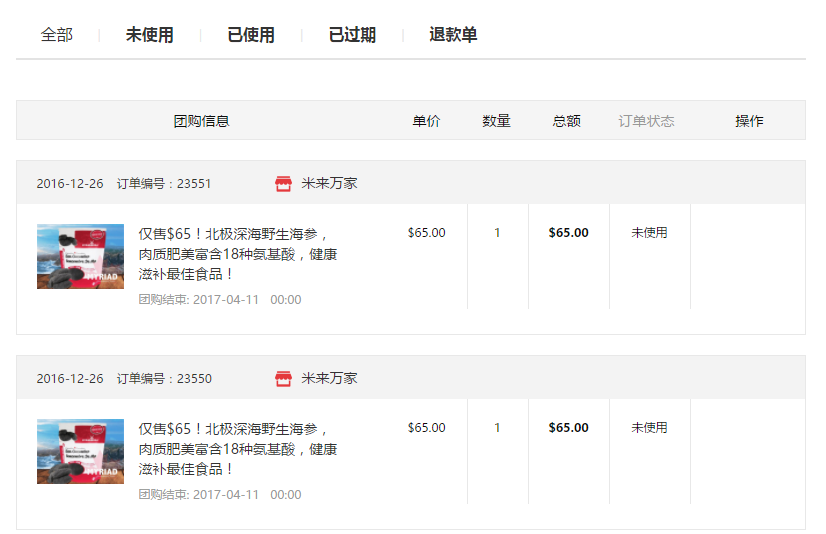 全部 未使用 已使用 已过期 退款单
团购信息 单价 数量 总额 订单状态 操作
2016-12-26 订单编号：23551 米来万家
仅售$65！北极深海野生海参， $65.00 1 $65.00 未使用
肉质肥美富含18种氨基酸，健康
滋补最佳食品！
团购结束: 2017-04-11 00:00
2016-12-26 订单编号：23550 米来万家
仅售$65！北极深海野生海参， $65.00 1 $65.00 未使用
肉质肥美富含18种氨基酸，健康
滋补最佳食品！
团购结束: 2017-04-11 00:00